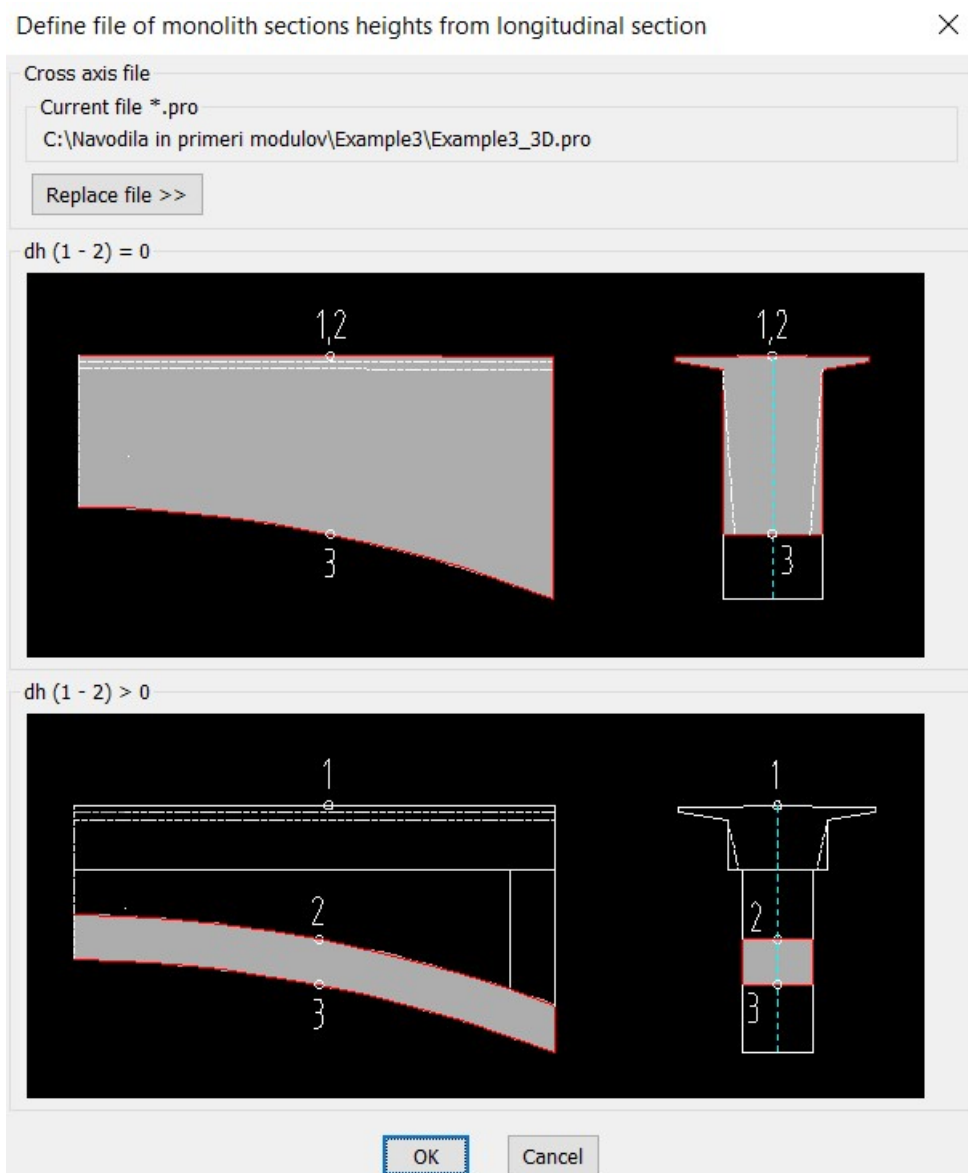 Define file of monolith sections heights from longitudinal section
Cross axis file
Current file *.pro
C:\Navodila in primeri modulov\Example3\Example3_3D.pro
Replace file >>
dh (1 - 2) = 0
1,2 1,2
3 3
dh (1 - 2) > 0
1 1
2 2
3 3
OK Cancel